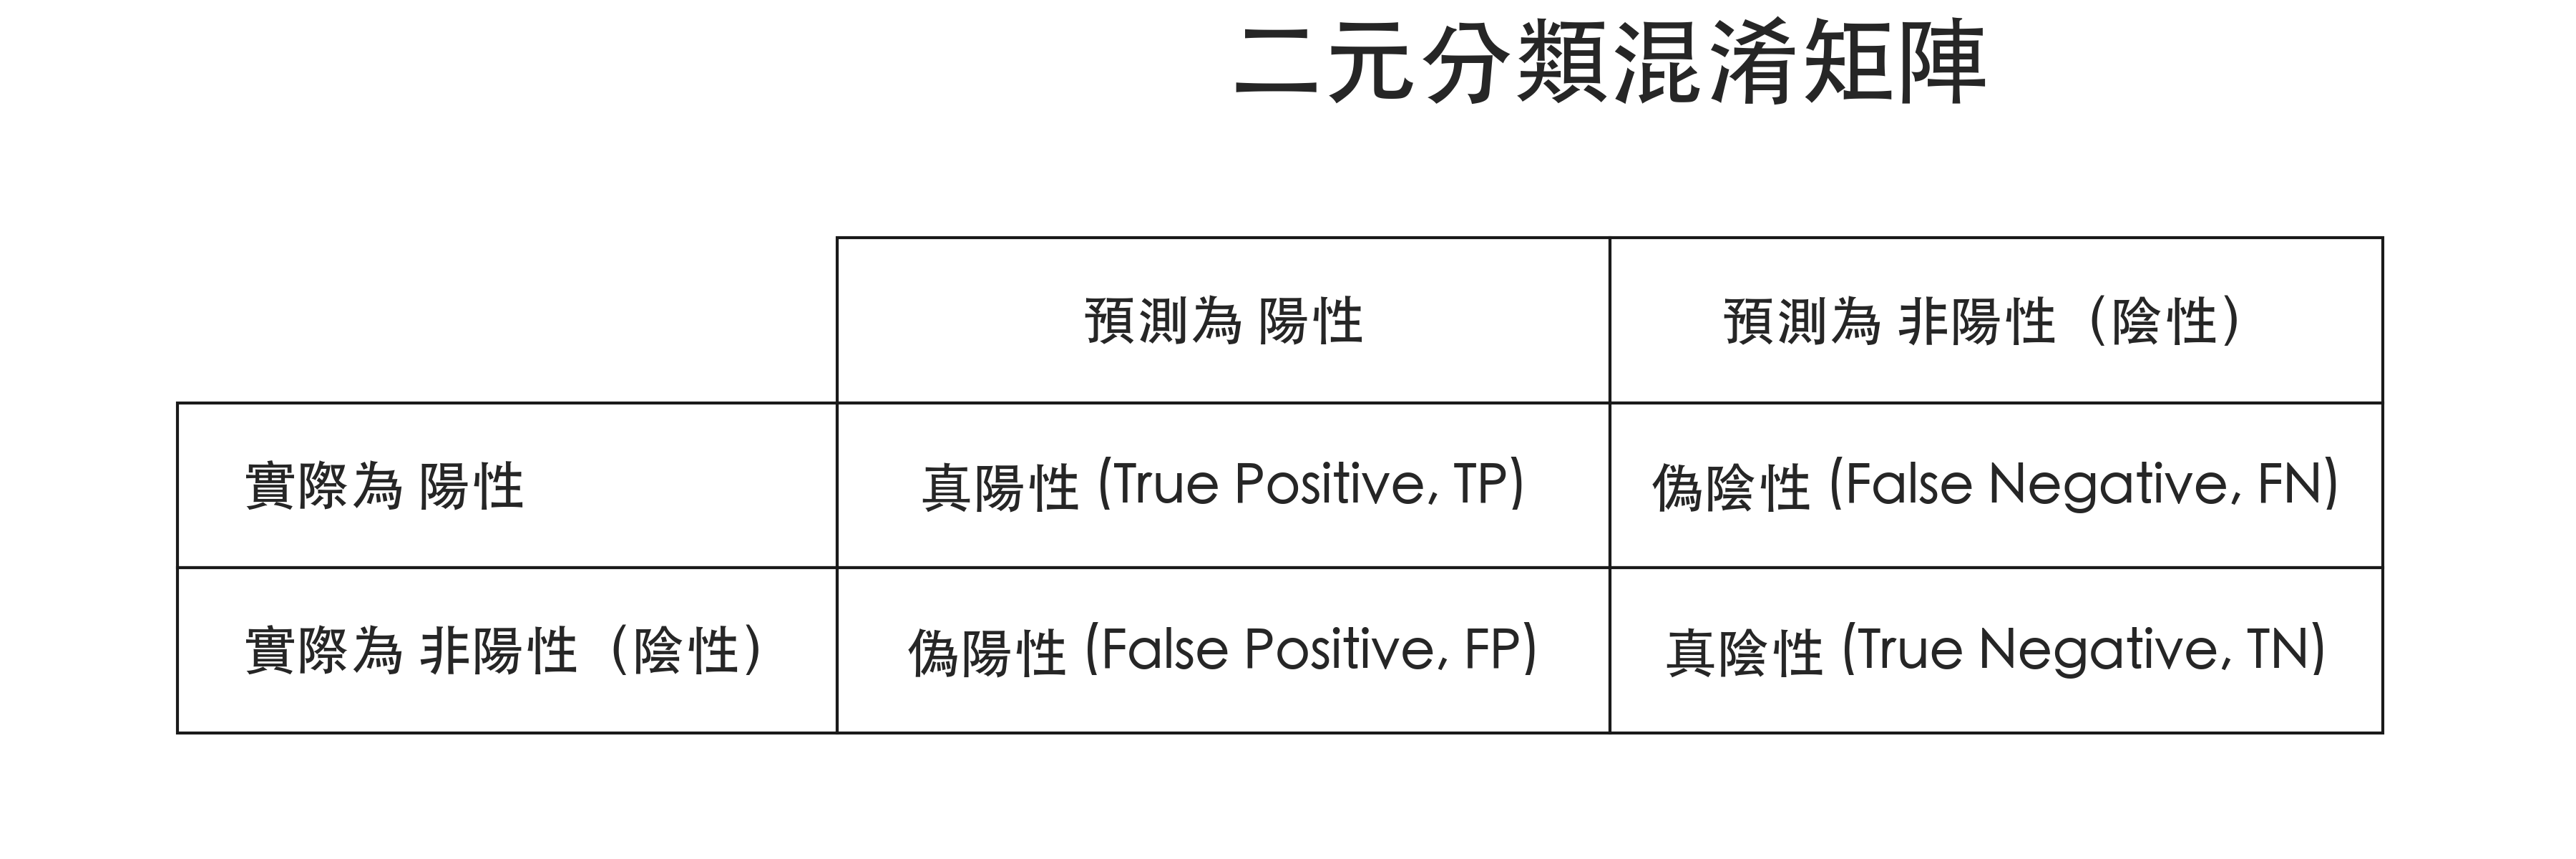 二元分類混淆矩陣
預測為 陽性
預測為 非陽性（陰性）
實際為 陽性
真陽性 (True Positive, TP)
偽陰性 (False Negative, FN)
實際為 非陽性（陰性）
偽陽性 (False Positive, FP)
真陰性 (True Negative, TN)